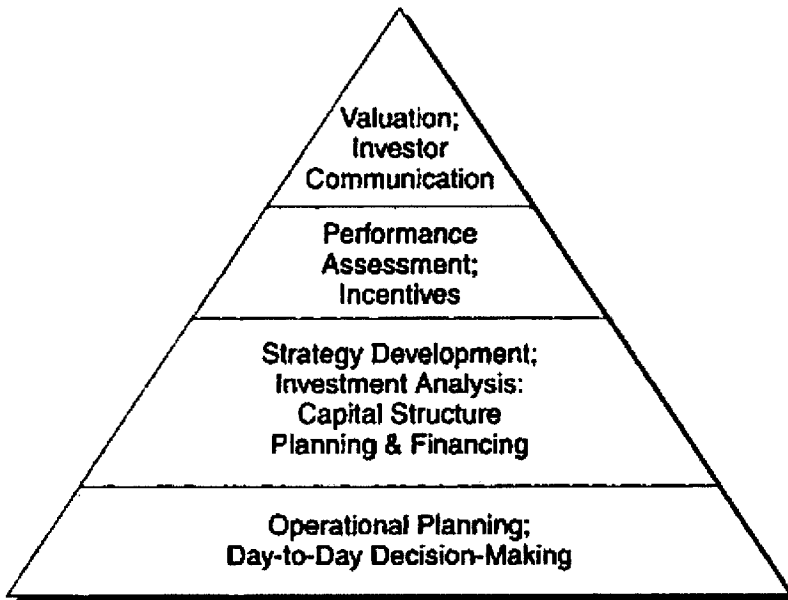 Valuation;
Investor
Communication
Performance
Assessment;
Incentives
Strategy Development;
Investment Analysis:
Capital Structure
Planning & Financing
Operational Planning;
Day-to-Day Decision-Making